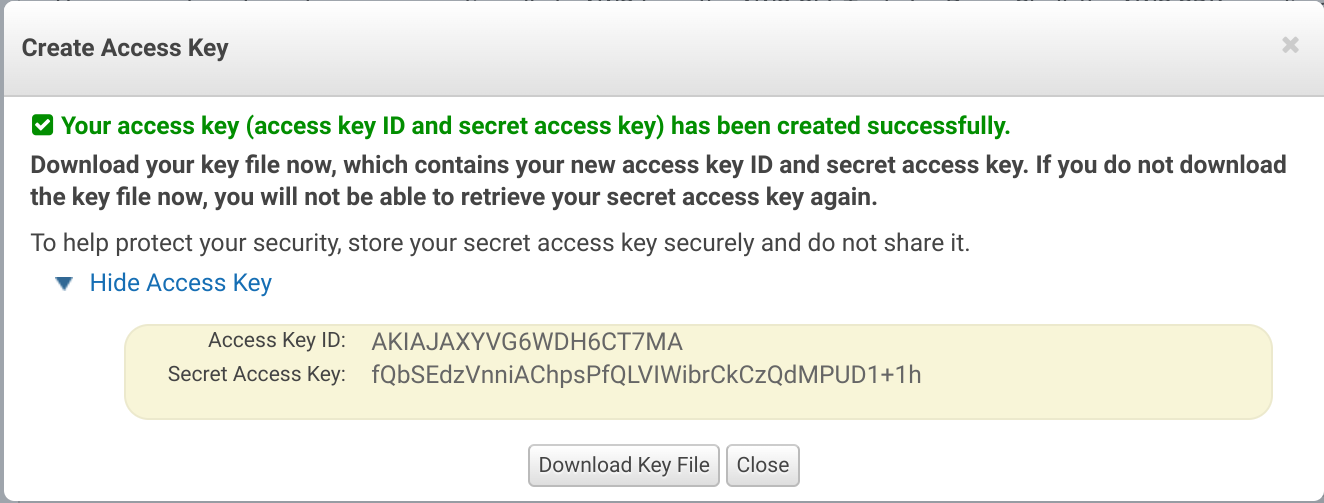 Create Access Key
Your access key (access key ID and secret access key) has been created successfully.
Download your key file now, which contains your new access key ID and secret access key. If you do not download
the key file now, you will not be able to retrieve your secret access key again.
To help protect your security, store your secret access key securely and do not share it.
Hide Access Key
Access Key ID: AKIAJAXYVG6WDH6CT7MA
Secret Access Key: fQbSEdzVnniAChpsPfQLVIWibrCkCzQdMPUD1+1h
Download Key File Close